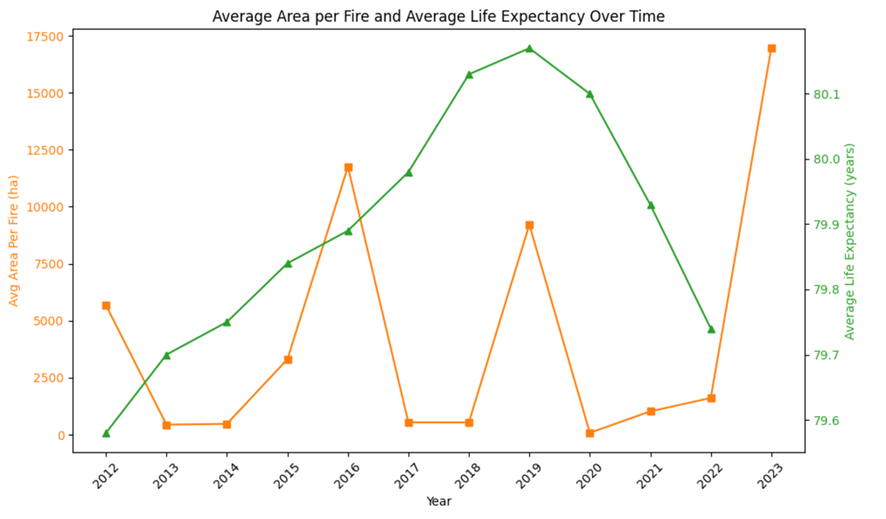 Average Area per Fire and Average Life Expectancy Over Time
17500
15000
12500
10000
7500
5000
2500
0
Avg Area Per Fire (ha)
80.1
80.0
79.9
79.8
79.7
79.6
Average Life Expectancy (years)
2012 2013 2014 2015 2016 2017 2018 2019 2020 2021 2022 2023
Year